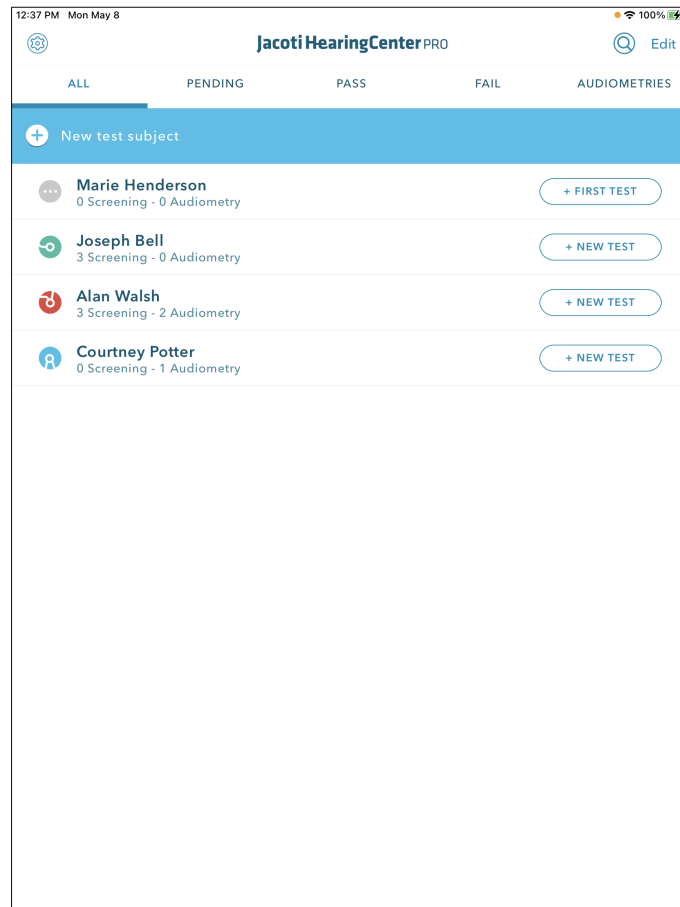 12:37 PM Mon May 8 100%
Jacoti HearingCenter PRO Edit
ALL PENDING PASS FAIL AUDIOMETRIES
New test subject
Marie Henderson
0 Screening - 0 Audiometry
+ FIRST TEST
Joseph Bell
3 Screening - 0 Audiometry
+ NEW TEST
Alan Walsh
3 Screening - 2 Audiometry
+ NEW TEST
Courtney Potter
0 Screening - 1 Audiometry
+ NEW TEST